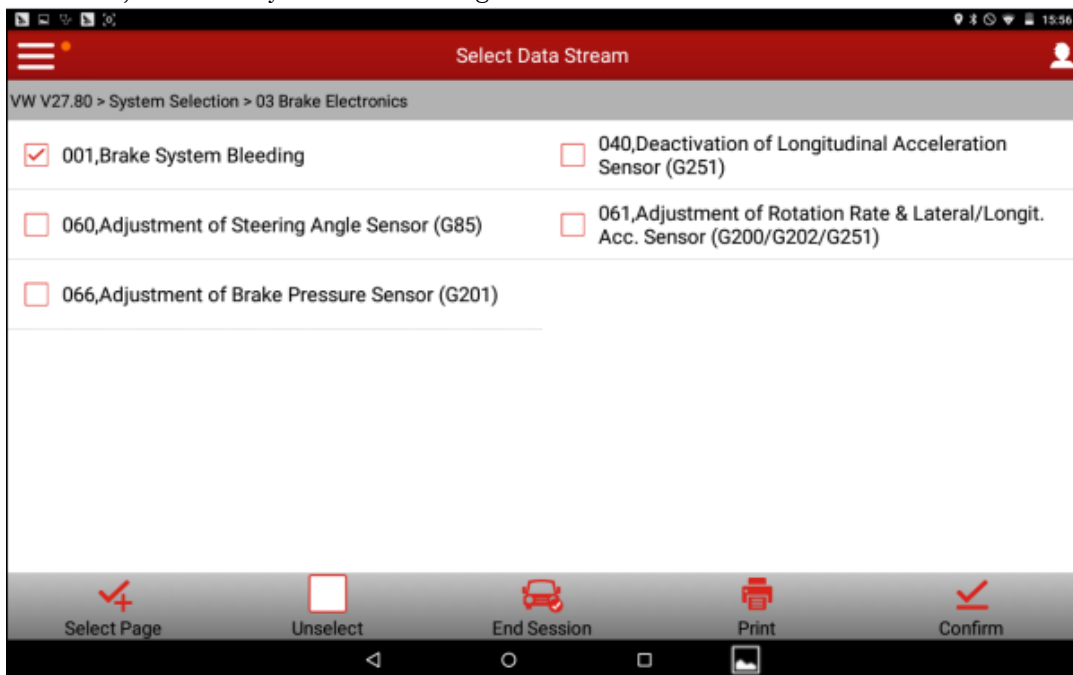 15:56
Select Data Stream
VW V27.80 > System Selection > 03 Brake Electronics
001,Brake System Bleeding
040,Deactivation of Longitudinal Acceleration
Sensor (G251)
060,Adjustment of Steering Angle Sensor (G85)
061,Adjustment of Rotation Rate & Lateral/Longit.
Acc. Sensor (G200/G202/G251)
066,Adjustment of Brake Pressure Sensor (G201)
Select Page
Unselect
End Session
Print
Confirm